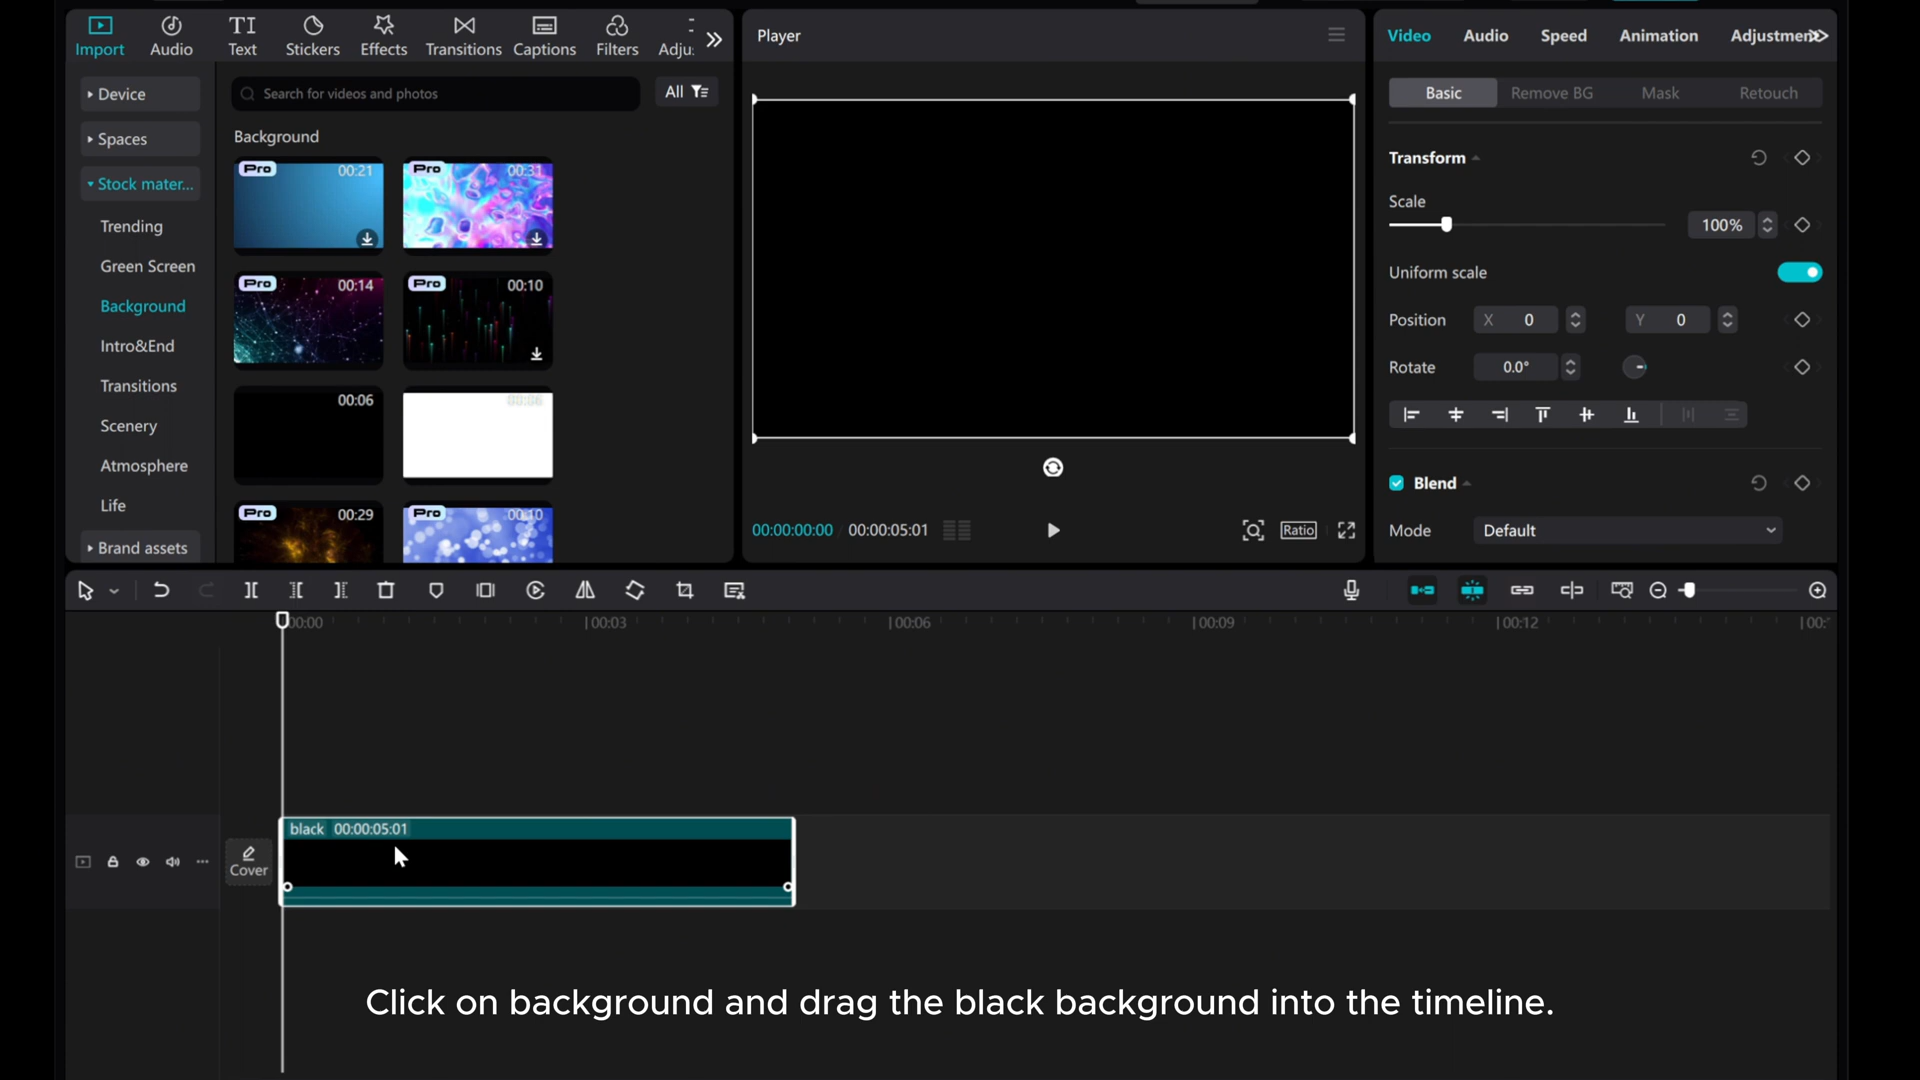 Import
Audio
Text
Stickers
Effects
Transitions
Captions
Filters
Adju
Player
Video
Audio
Speed
Animation
Adjustment
Device
Spaces
Stock mater...
Trending
Green Screen
Background
Intro&End
Transitions
Scenery
Atmosphere
Life
Brand assets
Search for videos and photos
All
Background
Pro 00:21
Pro 00:31
Pro 00:14
Pro 00:10
00:06
00:06
Pro 00:29
Pro 00:10
00:00:00:00 00:00:05:01
Ratio
Basic
Remove BG
Mask
Retouch
Transform
Scale
100%
Uniform scale
Position X 0 Y 0
Rotate 0.0°
Blend
Mode Default
00:00
00:03
00:06
00:09
00:12
00:
Cover
black 00:00:05:01
Click on background and drag the black background into the timeline.